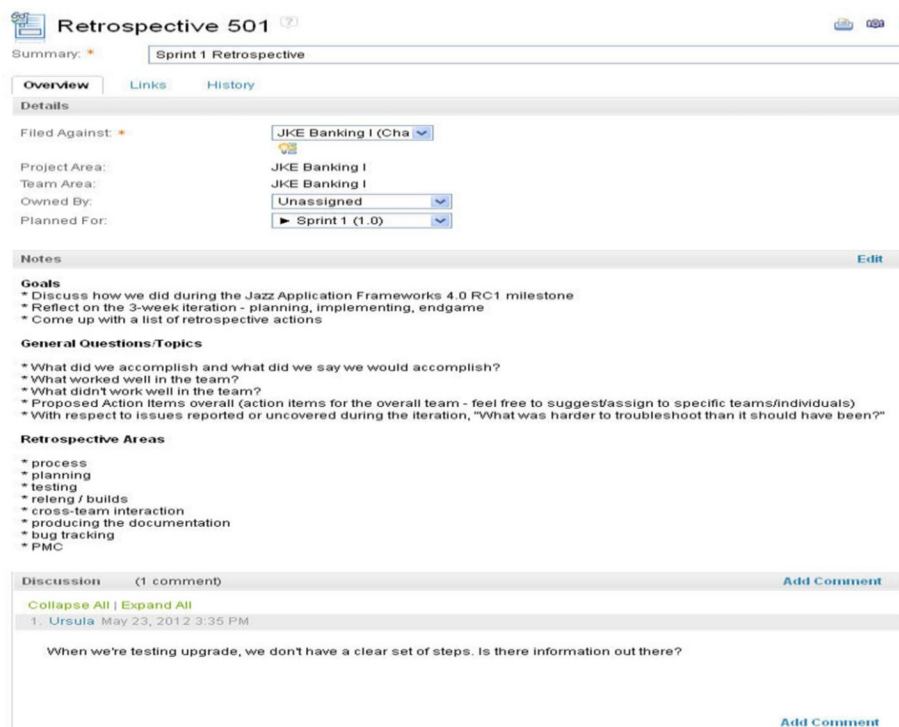 Retrospective 501 ?
Summary: * Sprint 1 Retrospective
Overview Links History
Details
Filed Against: * JKE Banking I (Cha
Project Area: JKE Banking I
Team Area: JKE Banking I
Owned By: Unassigned
Planned For: ► Sprint 1 (1.0)
Notes Edit
Goals
* Discuss how we did during the Jazz Application Frameworks 4.0 RC1 milestone
* Reflect on the 3-week iteration - planning, implementing, endgame
* Come up with a list of retrospective actions
General Questions/Topics
* What did we accomplish and what did we say we would accomplish?
* What worked well in the team?
* What didn't work well in the team?
* Proposed Action Items overall (action items for the overall team - feel free to suggest/assign to specific teams/individuals)
* With respect to issues reported or uncovered during the iteration, "What was harder to troubleshoot than it should have been?"
Retrospective Areas
* process
* planning
* testing
* releng / builds
* cross-team interaction
* producing the documentation
* bug tracking
* PMC
Discussion (1 comment) Add Comment
Collapse All | Expand All
1. Ursula May 23, 2012 3:35 PM
When we're testing upgrade, we don't have a clear set of steps. Is there information out there?
Add Comment